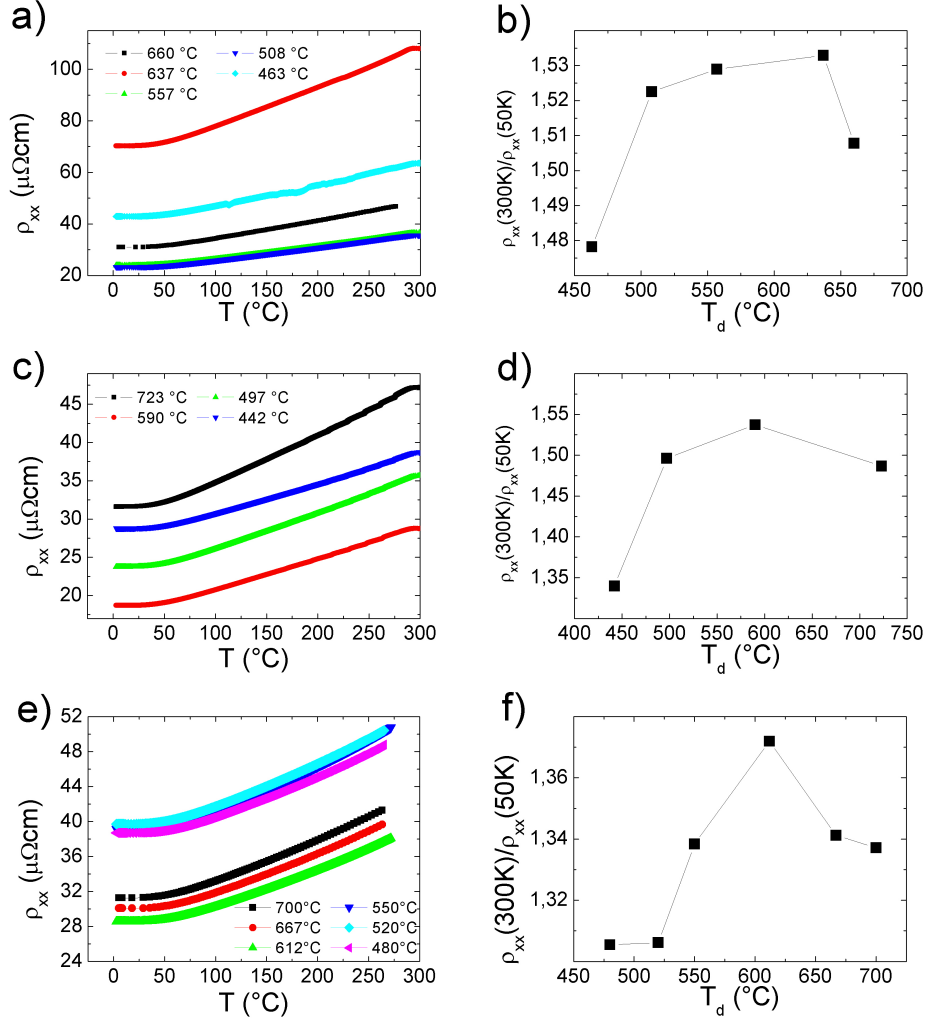 a)
660 °C 508 °C
637 °C 463 °C
557 °C
100
80
60
40
20
0 50 100 150 200 250 300
ρxx (μΩcm)
T (°C)
b)
1,53
1,52
1,51
1,50
1,49
1,48
450 500 550 600 650 700
ρxx(300K)/ρxx(50K)
Td (°C)
c)
723 °C 497 °C
590 °C 442 °C
45
40
35
30
25
20
0 50 100 150 200 250 300
ρxx (μΩcm)
T (°C)
d)
1,55
1,50
1,45
1,40
1,35
400 450 500 550 600 650 700 750
ρxx(300K)/ρxx(50K)
Td (°C)
e)
52
48
44
40
36
32
28
24
700°C 550°C
667°C 520°C
612°C 480°C
0 50 100 150 200 250 300
ρxx (μΩcm)
T (°C)
f)
1,36
1,34
1,32
450 500 550 600 650 700
ρxx(300K)/ρxx(50K)
Td (°C)